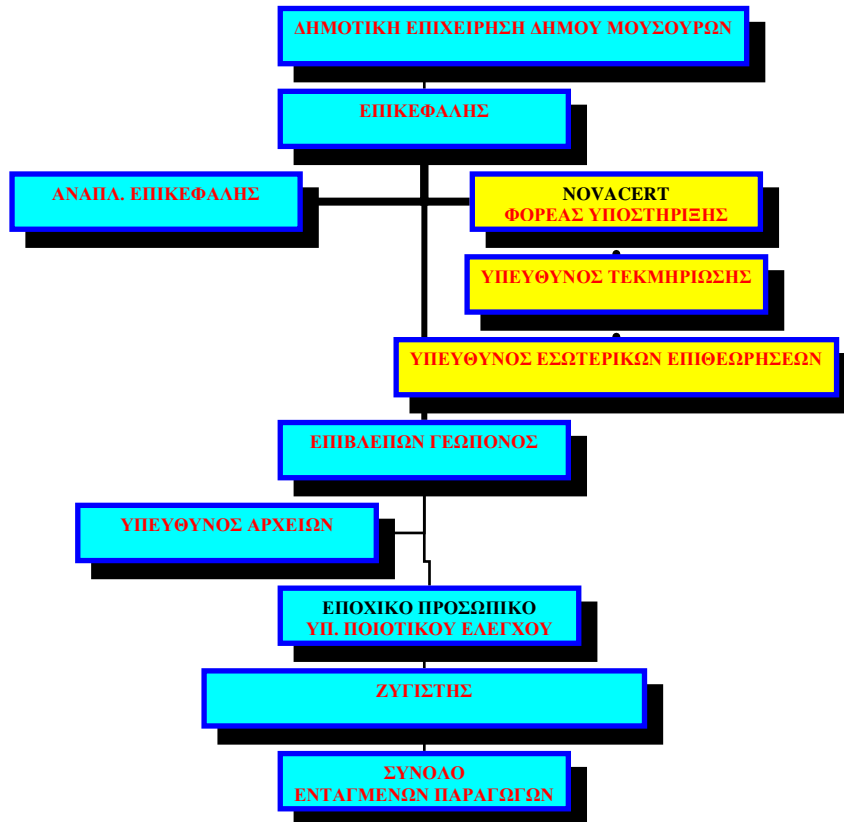 ΔΗΜΟΤΙΚΗ ΕΠΙΧΕΙΡΗΣΗ ΔΗΜΟΥ ΜΟΥΣΟΥΡΩΝ
ΕΠΙΚΕΦΑΛΗΣ
ΑΝΑΠΛ. ΕΠΙΚΕΦΑΛΗΣ
NOVACERT
ΦΟΡΕΑΣ ΥΠΟΣΤΗΡΙΞΗΣ
ΥΠΕΥΘΥΝΟΣ ΤΕΚΜΗΡΙΩΣΗΣ
ΥΠΕΥΘΥΝΟΣ ΕΣΩΤΕΡΙΚΩΝ ΕΠΙΘΕΩΡΗΣΕΩΝ
ΕΠΙΒΛΕΠΩΝ ΓΕΩΠΟΝΟΣ
ΥΠΕΥΘΥΝΟΣ ΑΡΧΕΙΩΝ
ΕΠΟΧΙΚΟ ΠΡΟΣΩΠΙΚΟ
ΥΠ. ΠΟΙΟΤΙΚΟΥ ΕΛΕΓΧΟΥ
ΖΥΓΙΣΤΗΣ
ΣΥΝΟΛΟ
ΕΝΤΑΓΜΕΝΩΝ ΠΑΡΑΓΩΓΩΝ